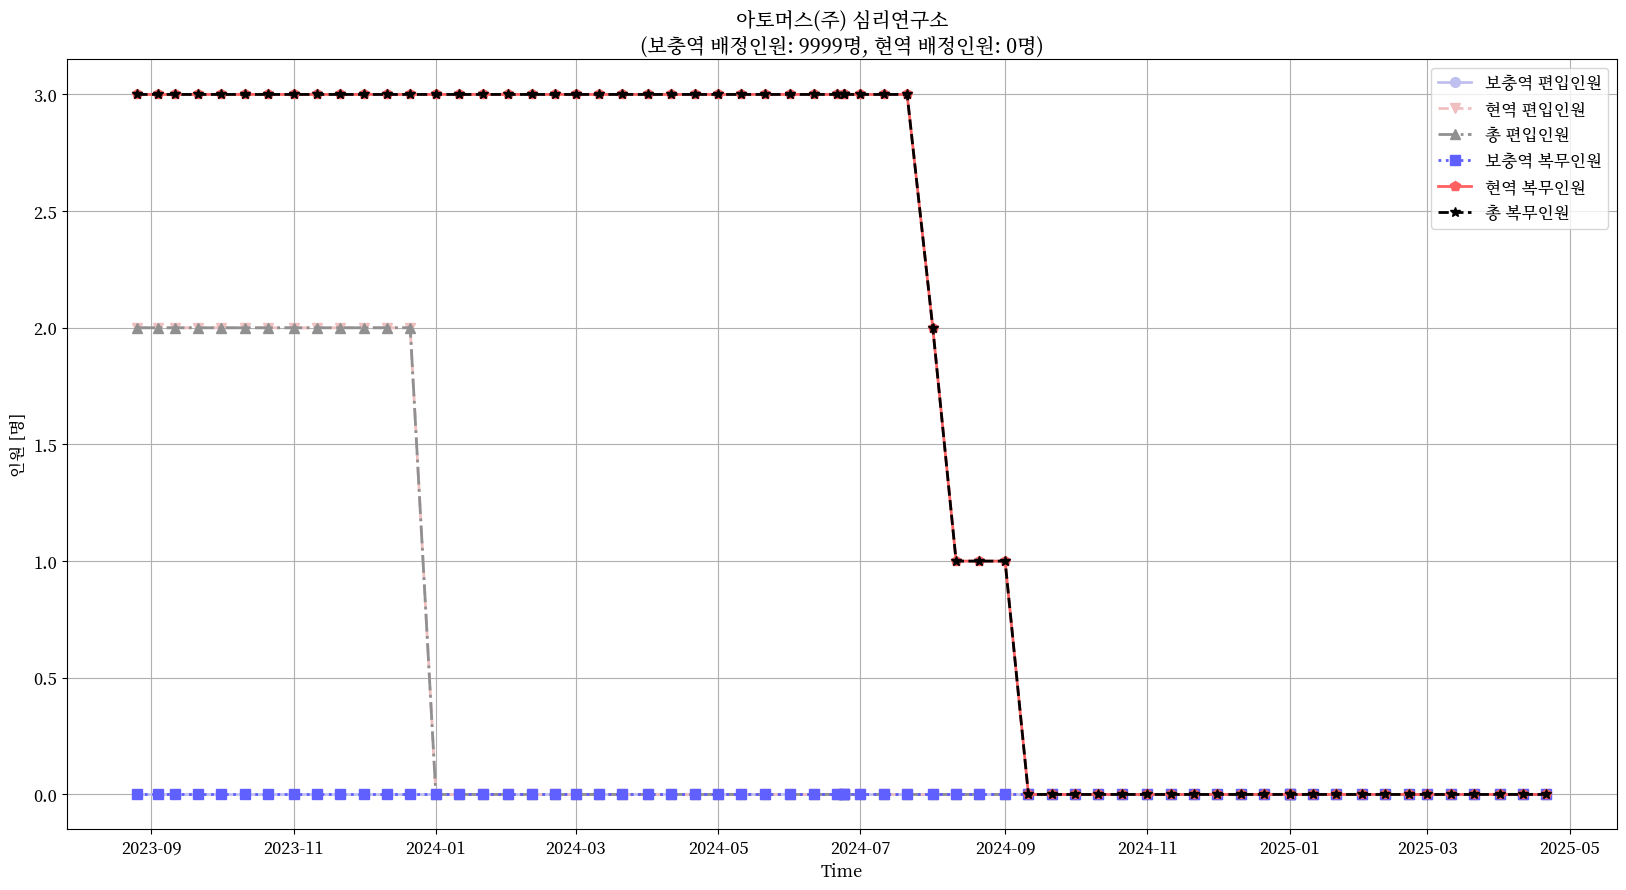 아토머스(주) 심리연구소
(보충역 배정인원: 9999명, 현역 배정인원: 0명)
보충역 편입인원
현역 편입인원
총 편입인원
보충역 복무인원
현역 복무인원
총 복무인원
인원 [명]
3.0
2.5
2.0
1.5
1.0
0.5
0.0
2023-09
2023-11
2024-01
2024-03
2024-05
2024-07
2024-09
2024-11
2025-01
2025-03
2025-05
Time